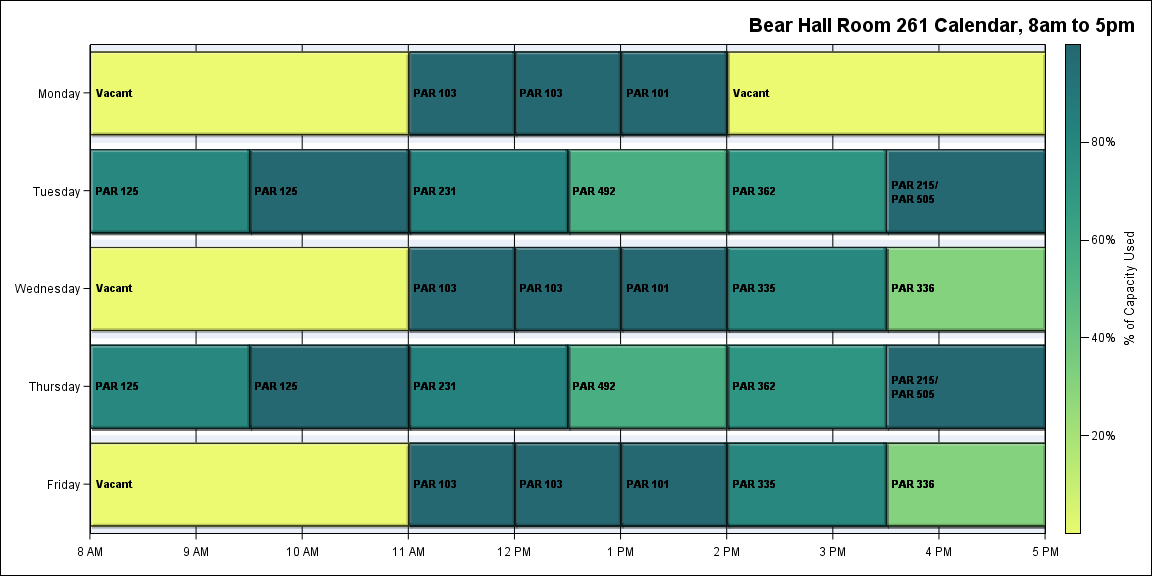 Bear Hall Room 261 Calendar, 8am to 5pm
Monday
Vacant
PAR 103
PAR 103
PAR 101
Vacant
Tuesday
PAR 125
PAR 125
PAR 231
PAR 492
PAR 362
PAR 215/
PAR 505
Wednesday
Vacant
PAR 103
PAR 103
PAR 101
PAR 335
PAR 336
Thursday
PAR 125
PAR 125
PAR 231
PAR 492
PAR 362
PAR 215/
PAR 505
Friday
Vacant
PAR 103
PAR 103
PAR 101
PAR 335
PAR 336
8 AM
9 AM
10 AM
11 AM
12 PM
1 PM
2 PM
3 PM
4 PM
5 PM
80%
60%
40%
20%
% of Capacity Used